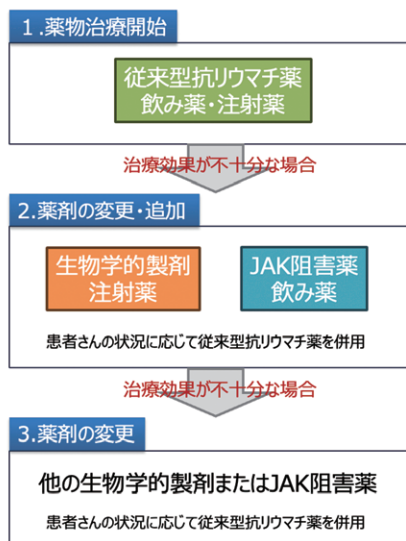 1.薬物治療開始
従来型抗リウマチ薬
飲み薬・注射薬
治療効果が不十分な場合
2.薬剤の変更・追加
生物学的製剤
注射薬
JAK阻害薬
飲み薬
患者さんの状況に応じて従来型抗リウマチ薬を併用
治療効果が不十分な場合
3.薬剤の変更
他の生物学的製剤またはJAK阻害薬
患者さんの状況に応じて従来型抗リウマチ薬を併用